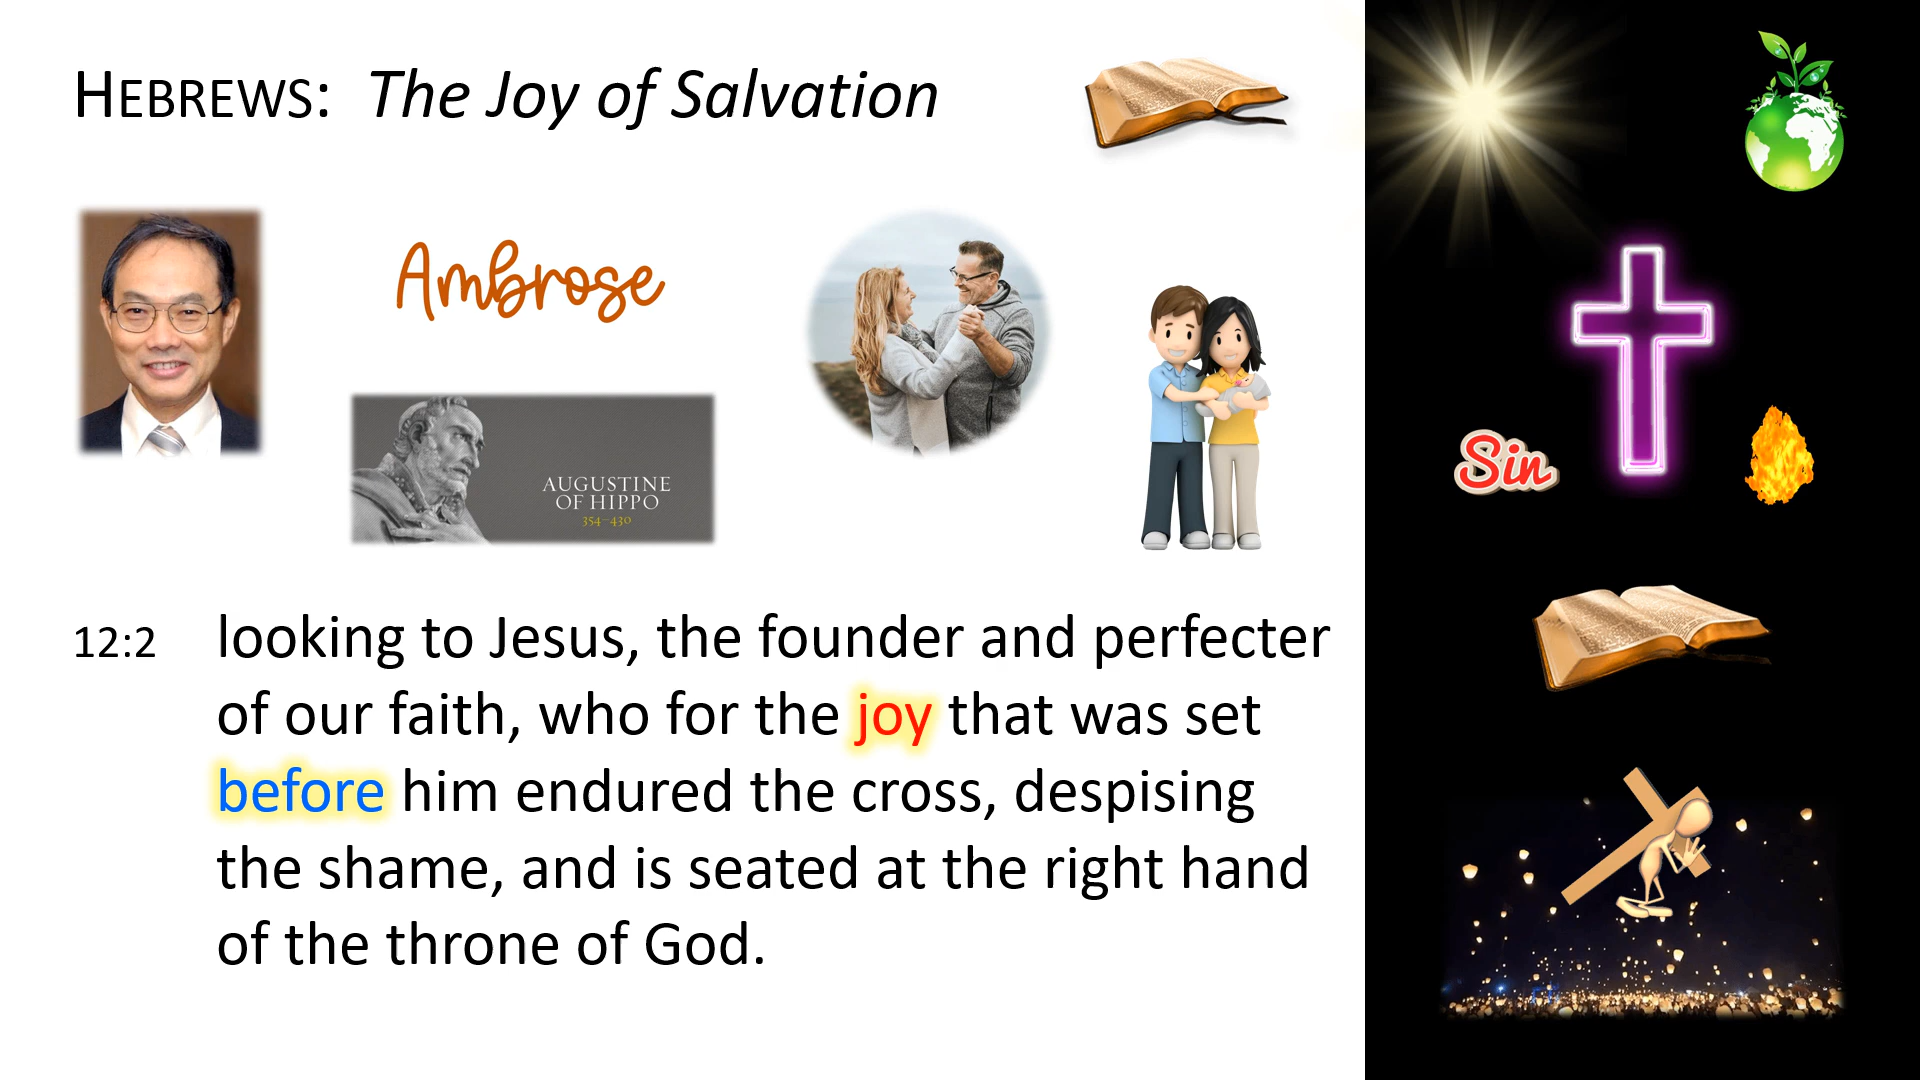 HEBREWS: The Joy of Salvation
Ambrose
AUGUSTINE
OF HIPPO
354–430
12:2 looking to Jesus, the founder and perfecter
of our faith, who for the joy that was set
before him endured the cross, despising
the shame, and is seated at the right hand
of the throne of God.
Sin